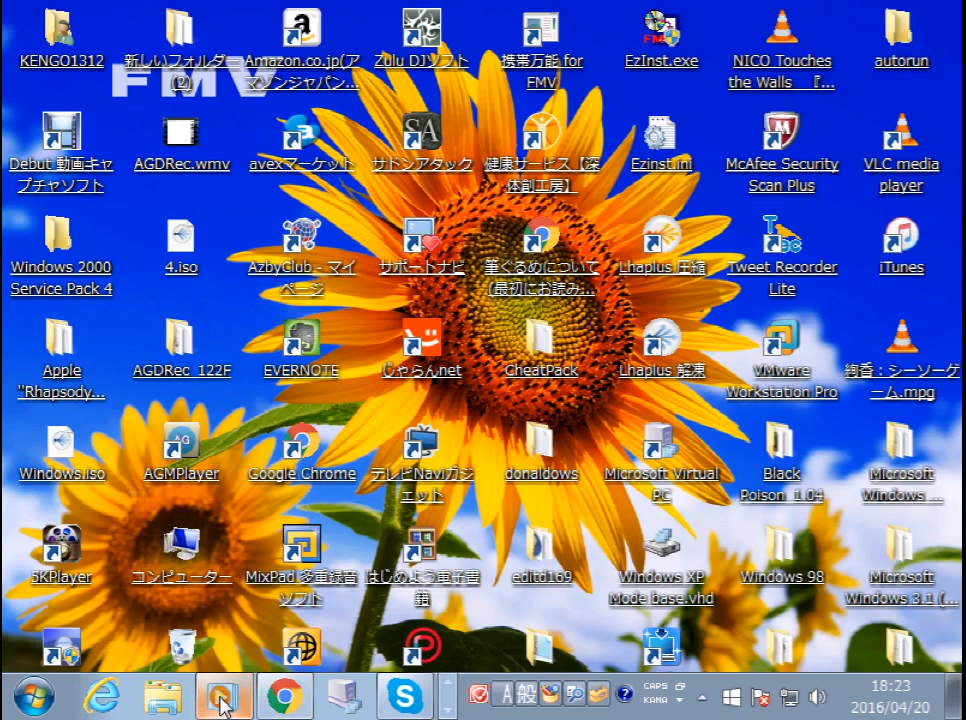 KENGO1312
新しいフォルダー
(2)
Amazon.co.jp(ア
マゾンジャパン...
Zulu DJソフト
携帯万能 for
FMV
EzInst.exe
NICO Touches
the Walls 『...
autorun
FMV
Debut 動画キャ
プチャソフト
AGDRec.wmv
avexマーケット
サドンアタック
健康サービス【深
体創工房】
Ezinst.ini
McAfee Security
Scan Plus
VLC media
player
Windows 2000
Service Pack 4
4.iso
AzbyClub - マイ
ページ
サポートナビ
筆ぐるめについて
(最初にお読み...
Lhaplus 圧縮
Tweet Recorder
Lite
iTunes
Apple
"Rhapsody...
AGDRec_122F
EVERNOTE
じゃらんnet
CheatPack
Lhaplus 解凍
VMware
Workstation Pro
絢香：シーソーゲ
ーム.mpg
Windows.iso
AGMPlayer
Google Chrome
テレビNaviガジ
ェット
donaldows
Microsoft Virtual
PC
Black
Poison_1.04
Microsoft
Windows ...
5KPlayer
コンピューター
MixPad 多重録音
ソフト
はじめよう電子書
籍
editd169
Windows XP
Mode base.vhd
Windows 98
Microsoft
Windows 3.1 (...
A 般
CAPS
KANA
18:23
2016/04/20